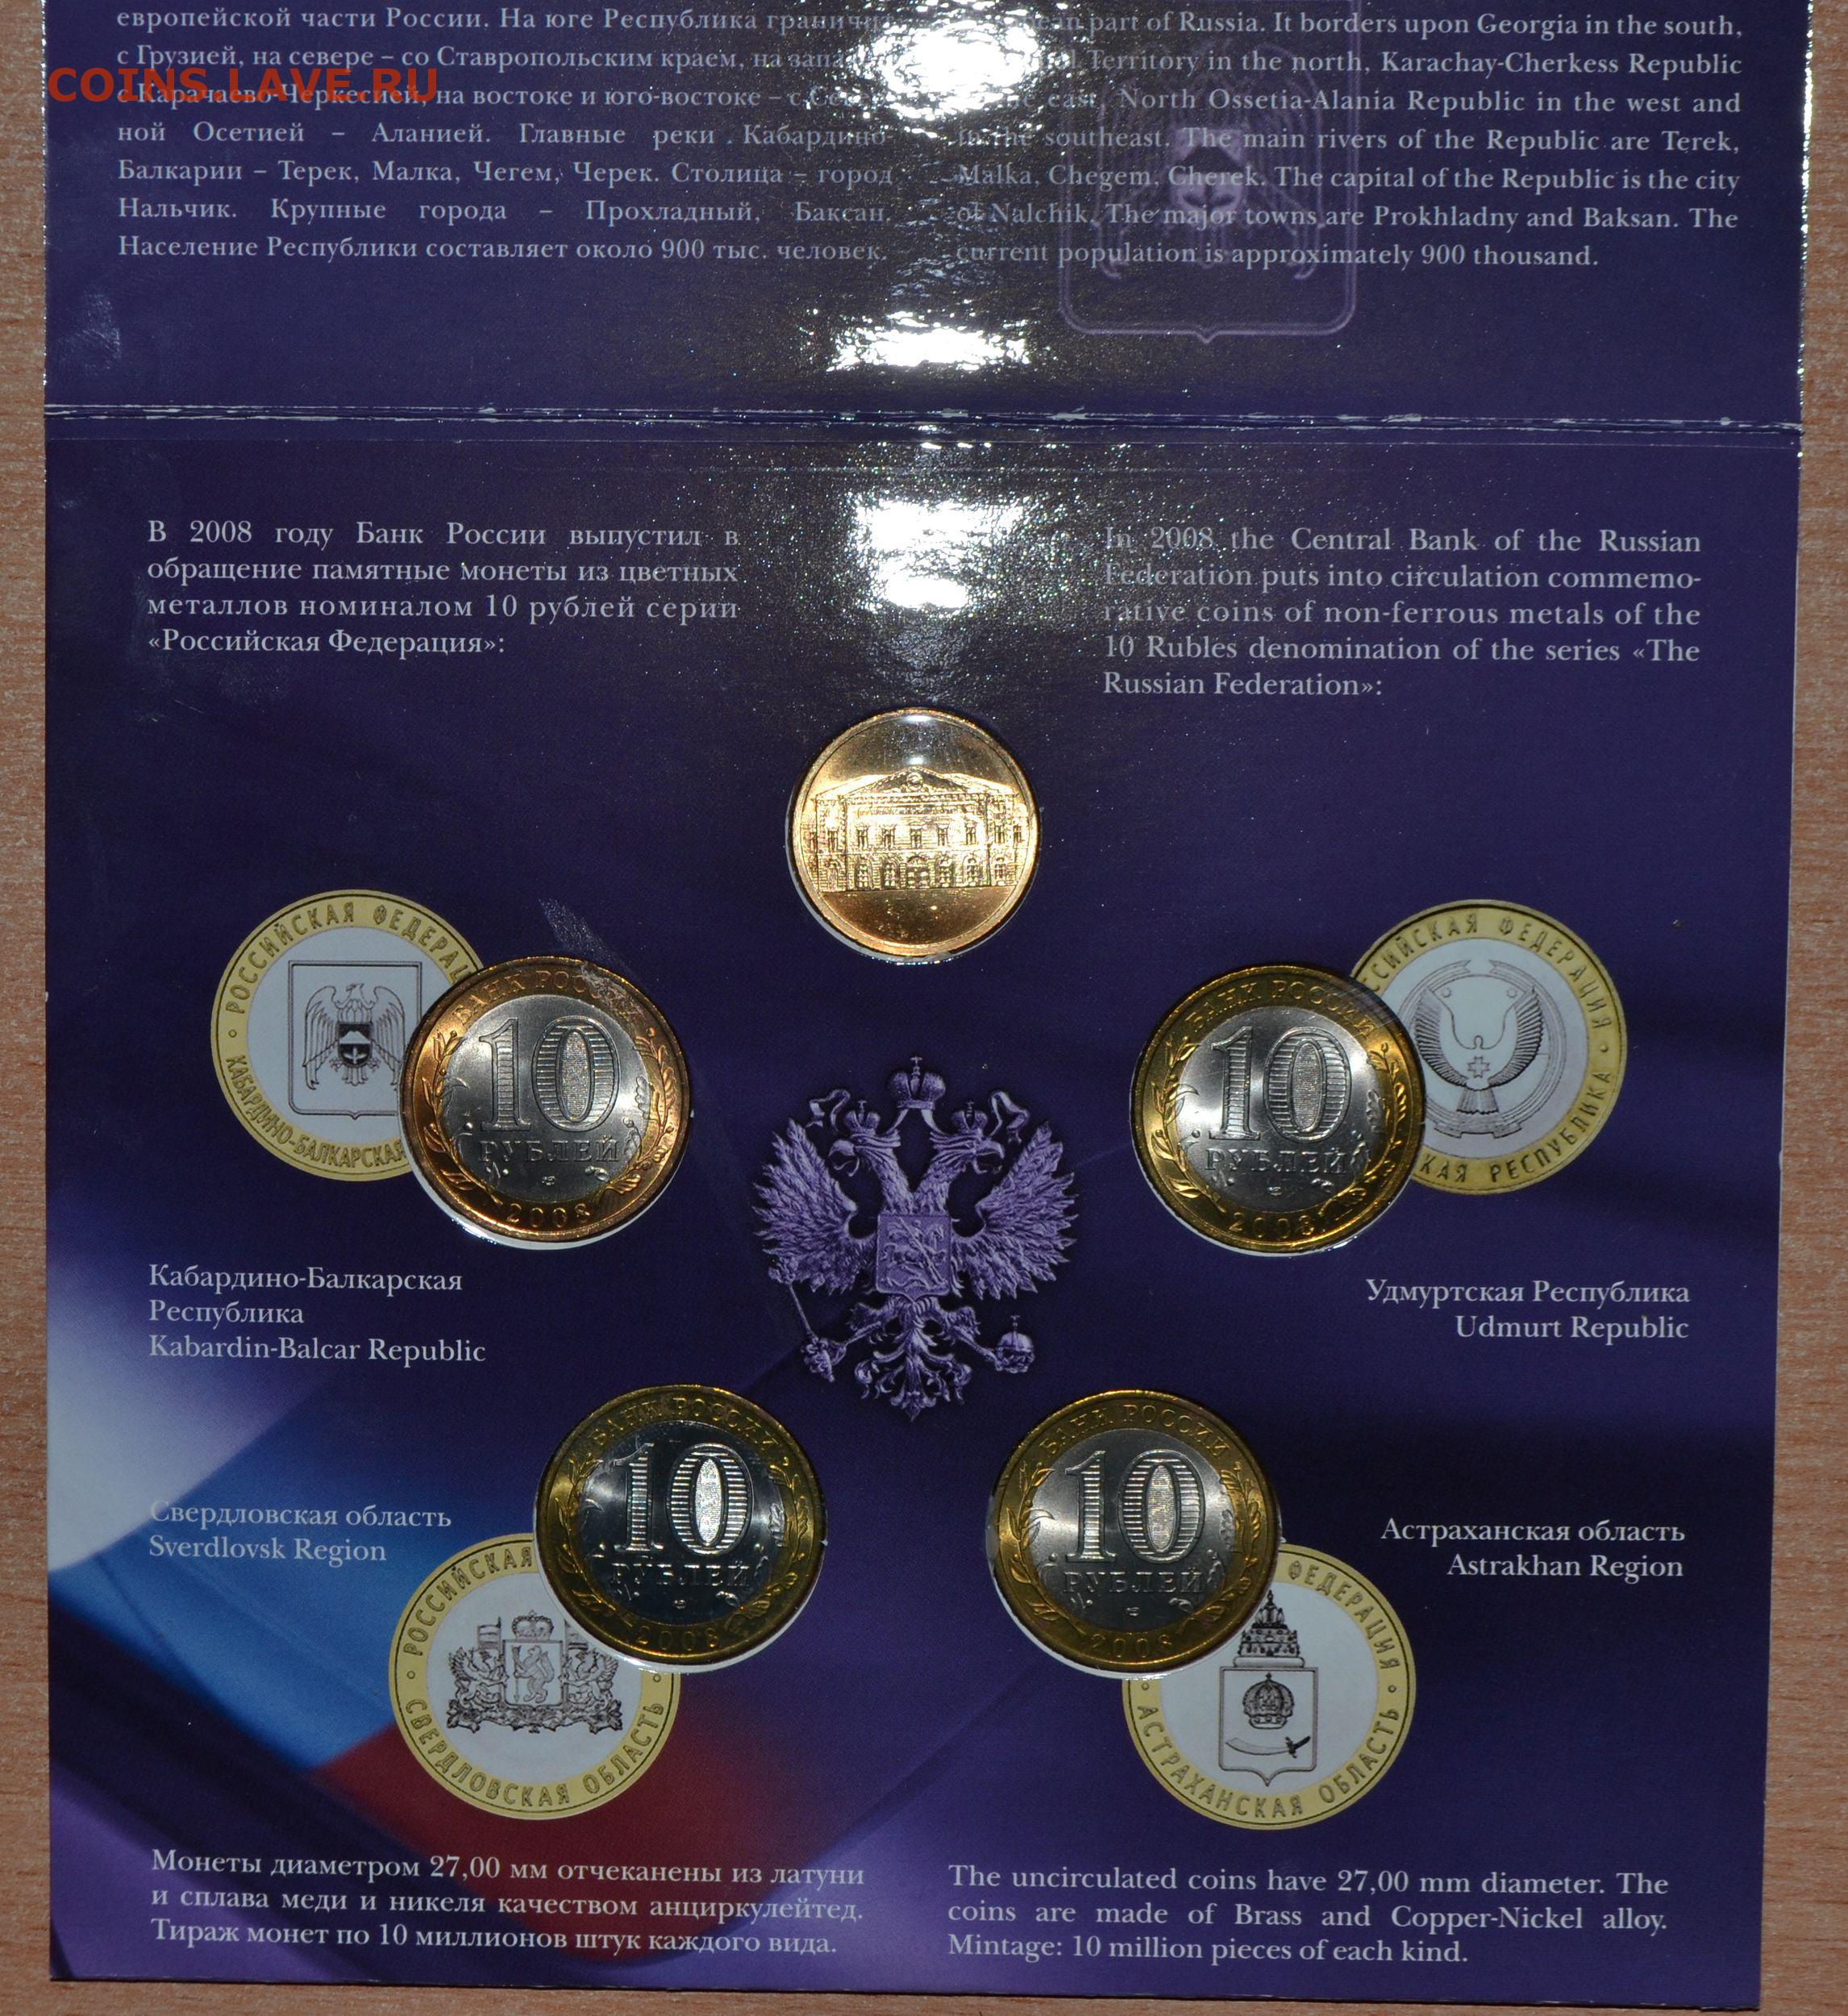 европейской части России. На юге Республика граничит
с Грузией, на севере – со Ставропольским краем, на
COINS.LAVE.RU
с Карачаево-Черкесией, на востоке и юго-востоке – с
ной Осетией – Аланией. Главные реки Кабардино-
Балкарии – Терек, Малка, Чегем, Черек. Столица – город
Нальчик. Крупные города – Прохладный, Баксан.
Население Республики составляет около 900 тыс. человек.
part of Russia. It borders upon Georgia in the south,
Territory in the north, Karachay-Cherkess Republic
east, North Ossetia-Alania Republic in the west and
in the southeast. The main rivers of the Republic are Terek,
Malka, Chegem, Cherek. The capital of the Republic is the city
of Nalchik. The major towns are Prokhladny and Baksan. The
current population is approximately 900 thousand.
В 2008 году Банк России выпустил в
обращение памятные монеты из цветных
металлов номиналом 10 рублей серии
«Российская Федерация»:
In 2008 the Central Bank of the Russian
Federation puts into circulation commemo-
rative coins of non-ferrous metals of the
10 Rubles denomination of the series «The
Russian Federation»:
РОССИЙСКАЯ ФЕДЕРАЦ
КАБАРДИНО-БАЛКАРСКАЯ
БАНК РОССИИ
10
РУБЛЕЙ
2008
БАНК РОССИИ
10
РУБЛЕЙ
2008
ССИЙСКАЯ ФЕДЕРАЦИЯ
КАЯ РЕСПУБЛИКА
Кабардино-Балкарская
Республика
Kabardin-Balcar Republic
Удмуртская Республика
Udmurt Republic
Свердловская область
Sverdlovsk Region
БАНК РОССИИ
10
РУБЛЕЙ
2008
РОССИЙСКАЯ
СВЕРДЛОВСКАЯ ОБЛАСТЬ
БАНК РОССИИ
10
РУБЛЕЙ
2008
ФЕДЕРАЦИЯ
АСТРАХАНСКАЯ ОБЛАСТЬ
Астраханская область
Astrakhan Region
Монеты диаметром 27,00 мм отчеканены из латуни
и сплава меди и никеля качеством анциркулейтед.
Тираж монет по 10 миллионов штук каждого вида.
The uncirculated coins have 27,00 mm diameter. The
coins are made of Brass and Copper-Nickel alloy.
Mintage: 10 million pieces of each kind.